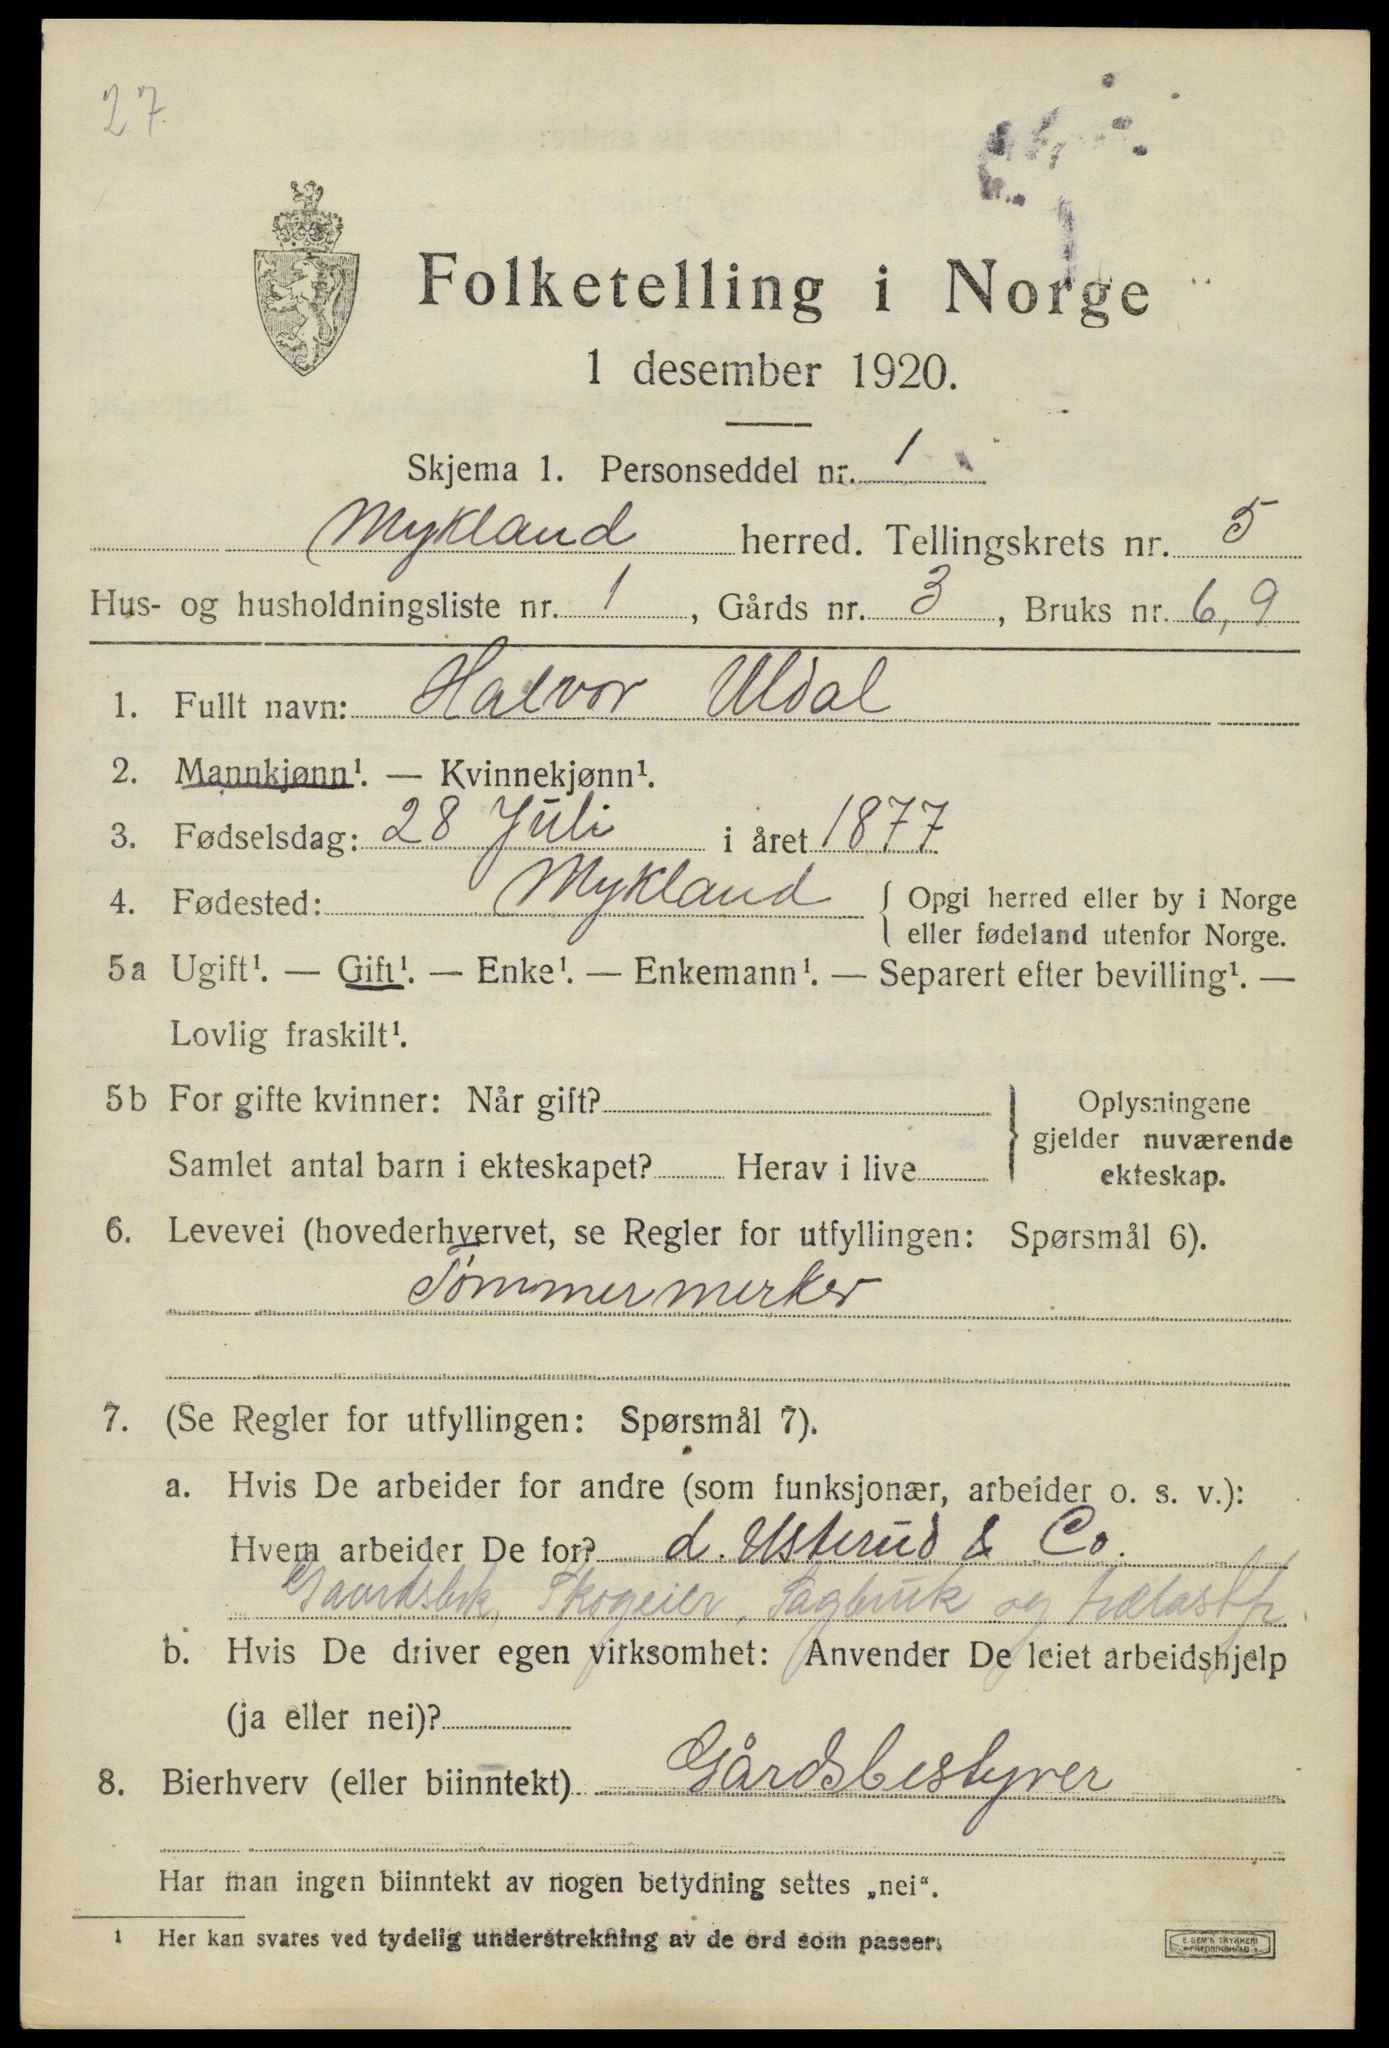 27
Folketelling i Norge
1 desember 1920.
Skjema 1. Personseddel nr. 1
Mykland herred. Tellingskrets nr. 5
Hus- og husholdningsliste nr. 1, Gårds nr. 3, Bruks nr. 6, 9
1. Fullt navn: Halvor Uldal
2. Mannkjønn¹. — Kvinnekjønn¹.
3. Fødselsdag: 28 Juli i året 1877
4. Fødested: Mykland { Opgi herred eller by i Norge
eller fødeland utenfor Norge.
5a Ugift¹. — Gift¹. — Enke¹. — Enkemann¹. — Separert efter bevilling¹. —
Lovlig fraskilt¹.
5b For gifte kvinner: Når gift?
Samlet antal barn i ekteskapet? Herav i live
} Oplysningene
gjelder nuværende
ekteskap.
6. Levevei (hovederhvervet, se Regler for utfyllingen: Spørsmål 6).
Tømmermerker
7. (Se Regler for utfyllingen: Spørsmål 7).
a. Hvis De arbeider for andre (som funksjonær, arbeider o. s. v.):
Hvem arbeider De for? d. Usterud & Co.
Gaardsbrk, Skogeier, Sagbruk og trælastf
b. Hvis De driver egen virksomhet: Anvender De leiet arbeidshjelp
(ja eller nei)?
8. Bierhverv (eller biinntekt) Gårdsbestyrer
Har man ingen biinntekt av nogen betydning settes „nei“.
1 Her kan svares ved tydelig understrekning av de ord som passer.
E. SEM'S TRYKKERI
FREDRIKSHALD